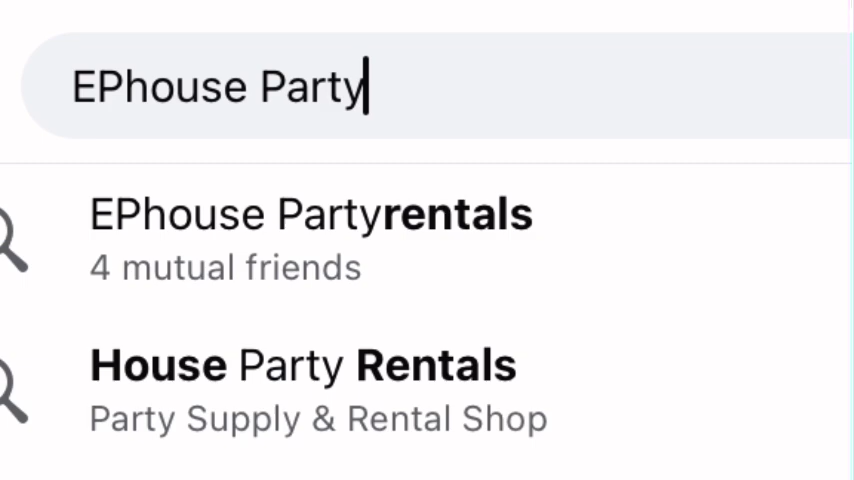 EPhouse Party
EPhouse Partyrentals
4 mutual friends
House Party Rentals
Party Supply & Rental Shop